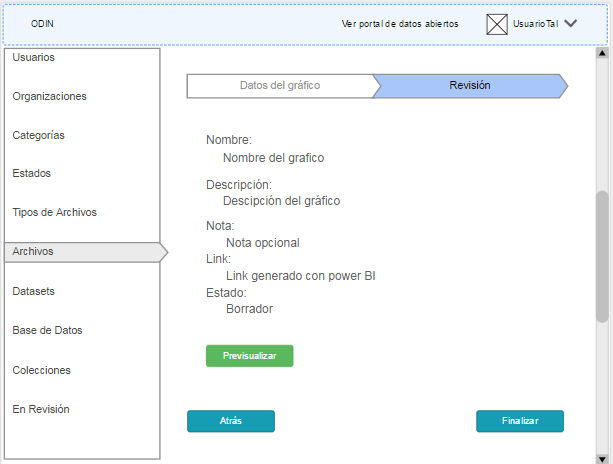 ODIN
Ver portal de datos abiertos
UsuarioTal
Usuarios
Organizaciones
Categorías
Estados
Tipos de Archivos
Archivos
Datasets
Base de Datos
Colecciones
En Revisión
Datos del gráfico
Revisión
Nombre:
Nombre del grafico
Descripción:
Descipción del gráfico
Nota:
Nota opcional
Link:
Link generado con power BI
Estado:
Borrador
Previsualizar
Atrás
Finalizar